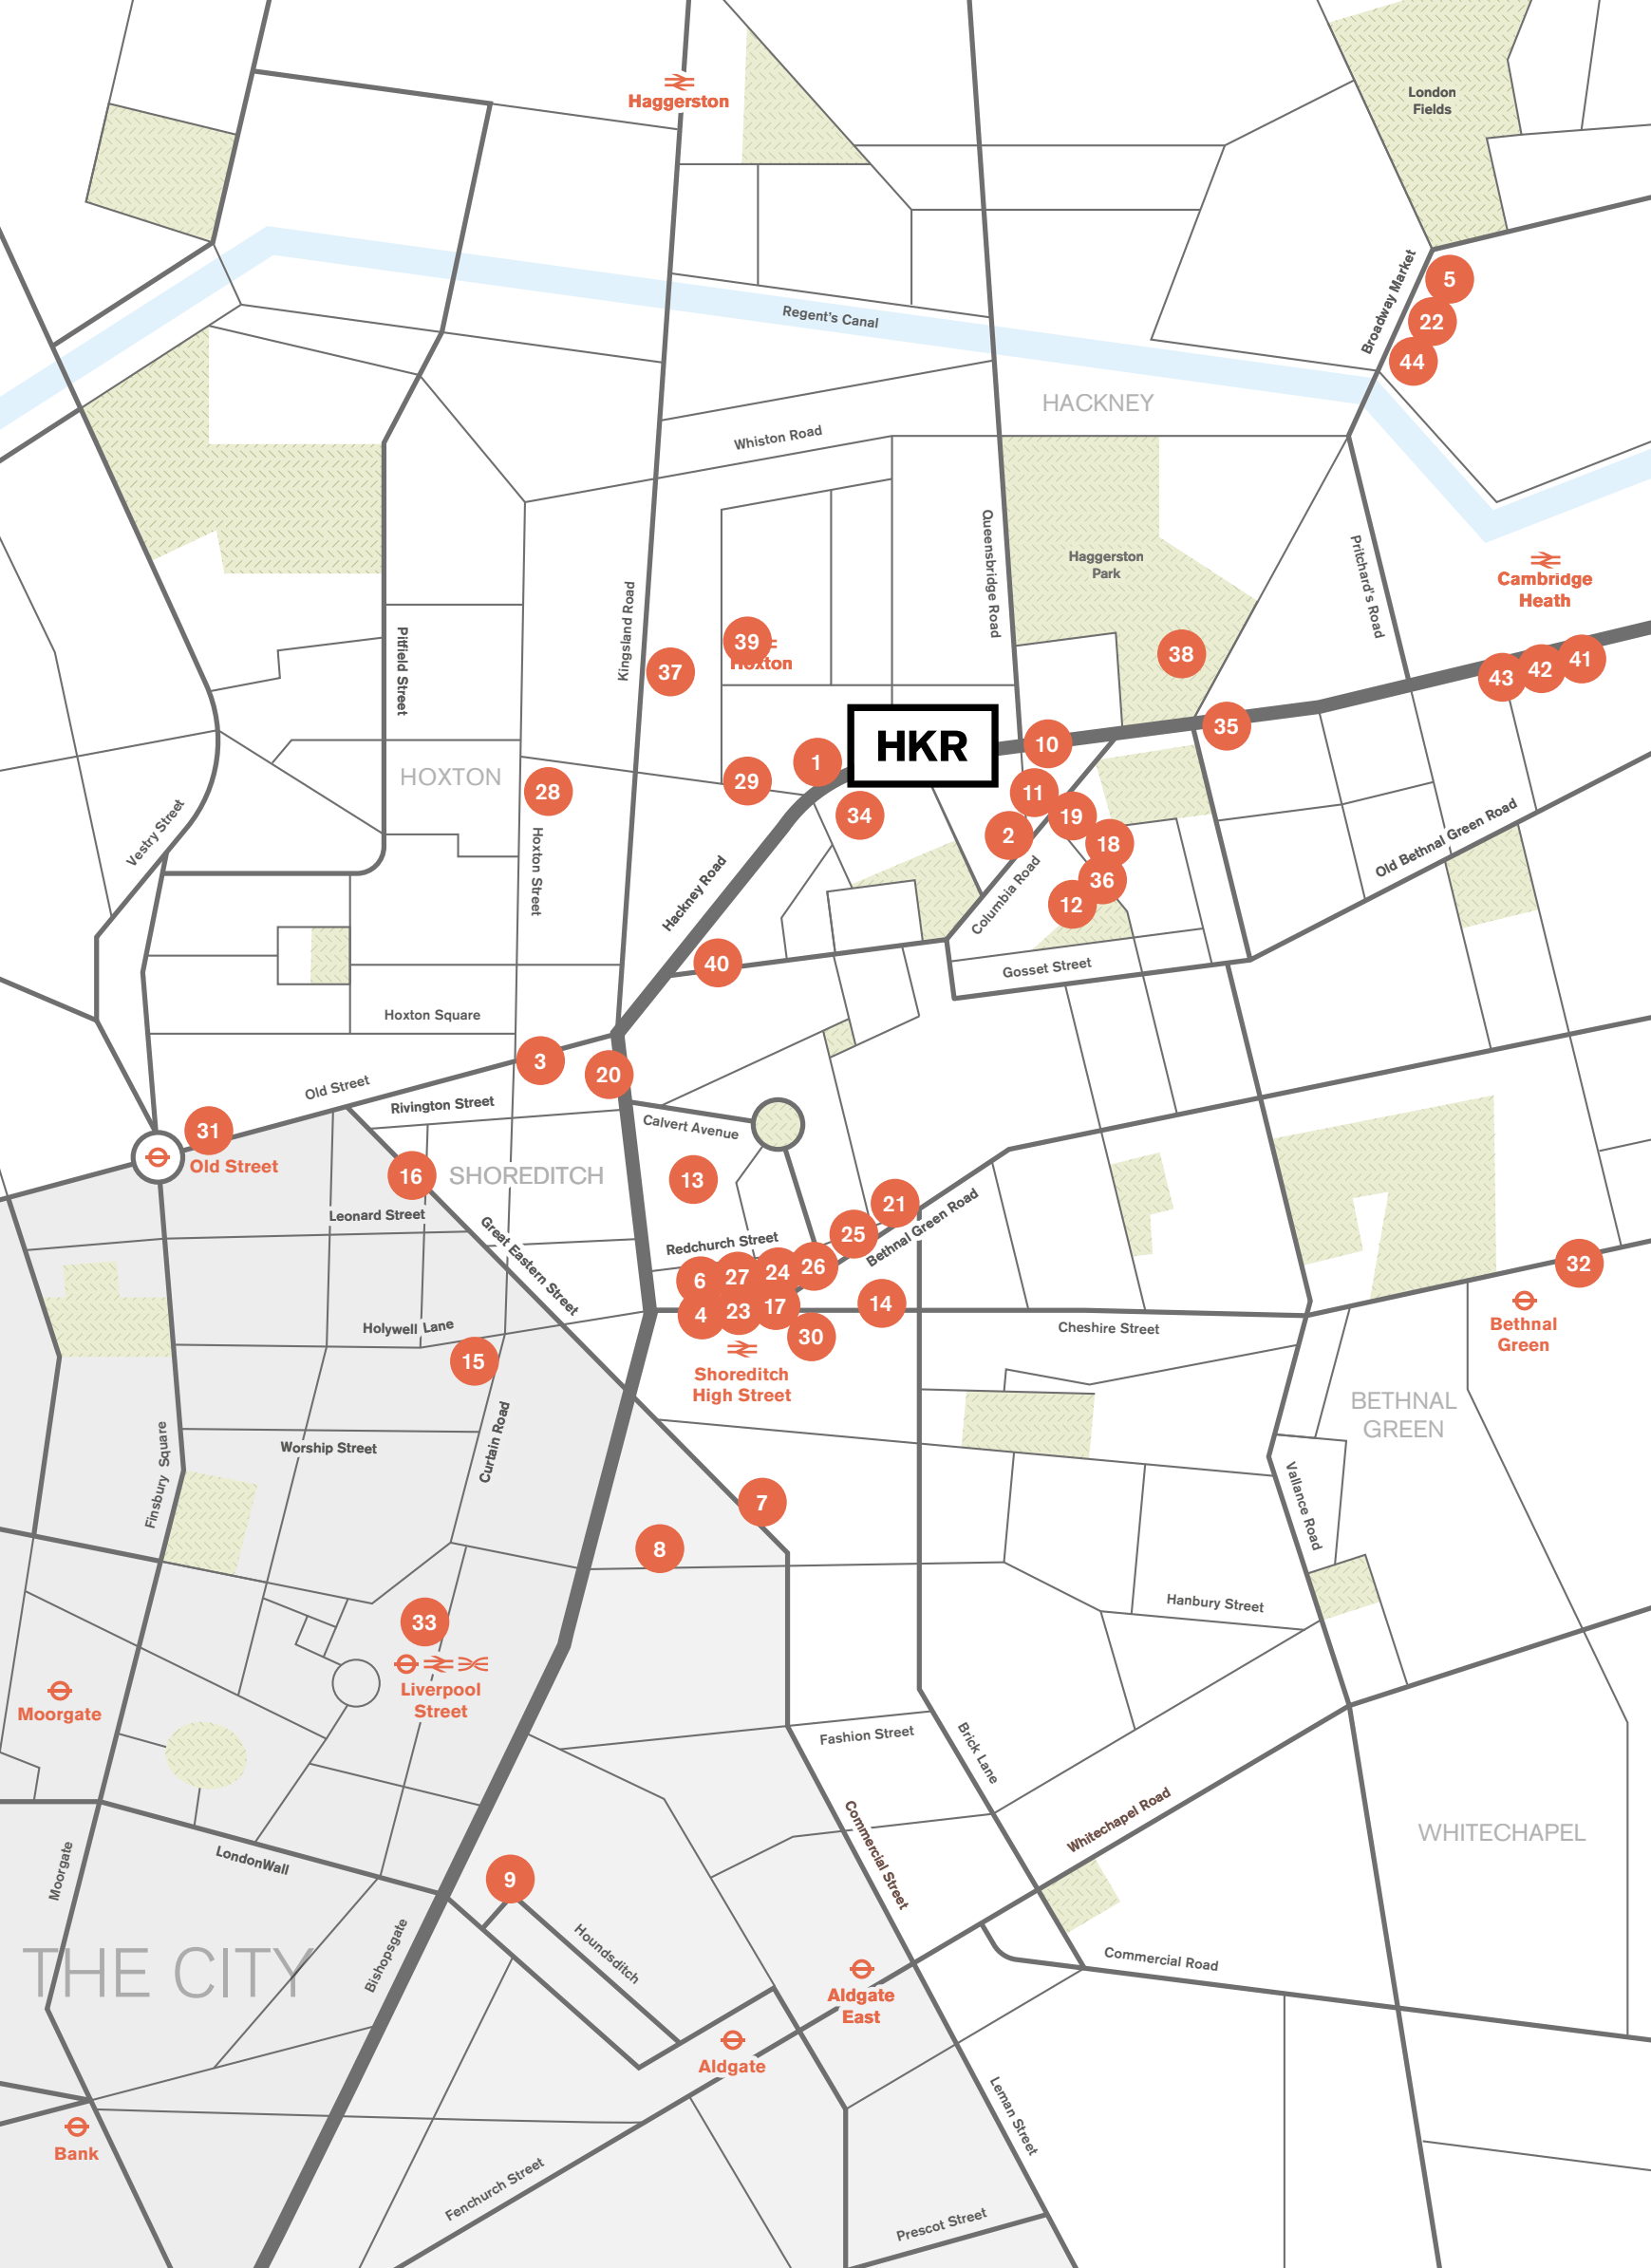 London
Fields
Haggerston
5
Broadway Market
22
Regent's Canal
44
HACKNEY
Whiston Road
Queensbridge Road
Haggerston
Park
Pritchard's Road
Cambridge
Heath
Kingsland Road
Pitfield Street
39
Hoxton
37
38
43
42
41
35
HKR
10
1
HOXTON
29
28
11
34
19
2
18
Vestry Street
Hoxton Street
Hackney Road
Columbia Road
Old Bethnal Green Road
36
12
40
Gosset Street
Hoxton Square
3
20
Old Street
Rivington Street
Calvert Avenue
31
Old Street
16
SHOREDITCH
13
Leonard Street
21
Great Eastern Street
Redchurch Street
25
Bethnal Green Road
6
27
24
26
32
4
23
17
14
30
Holywell Lane
Cheshire Street
Bethnal
Green
15
Shoreditch
High Street
BETHNAL
GREEN
Curtain Road
Worship Street
Finsbury Square
Vallance Road
7
8
Hanbury Street
33
Liverpool
Street
Moorgate
Fashion Street
Brick Lane
Commercial Street
Whitechapel Road
WHITECHAPEL
LondonWall
Moorgate
9
Houndsditch
Bishopsgate
THE CITY
Commercial Road
Aldgate
East
Aldgate
Leman Street
Bank
Fenchurch Street
Prescot Street